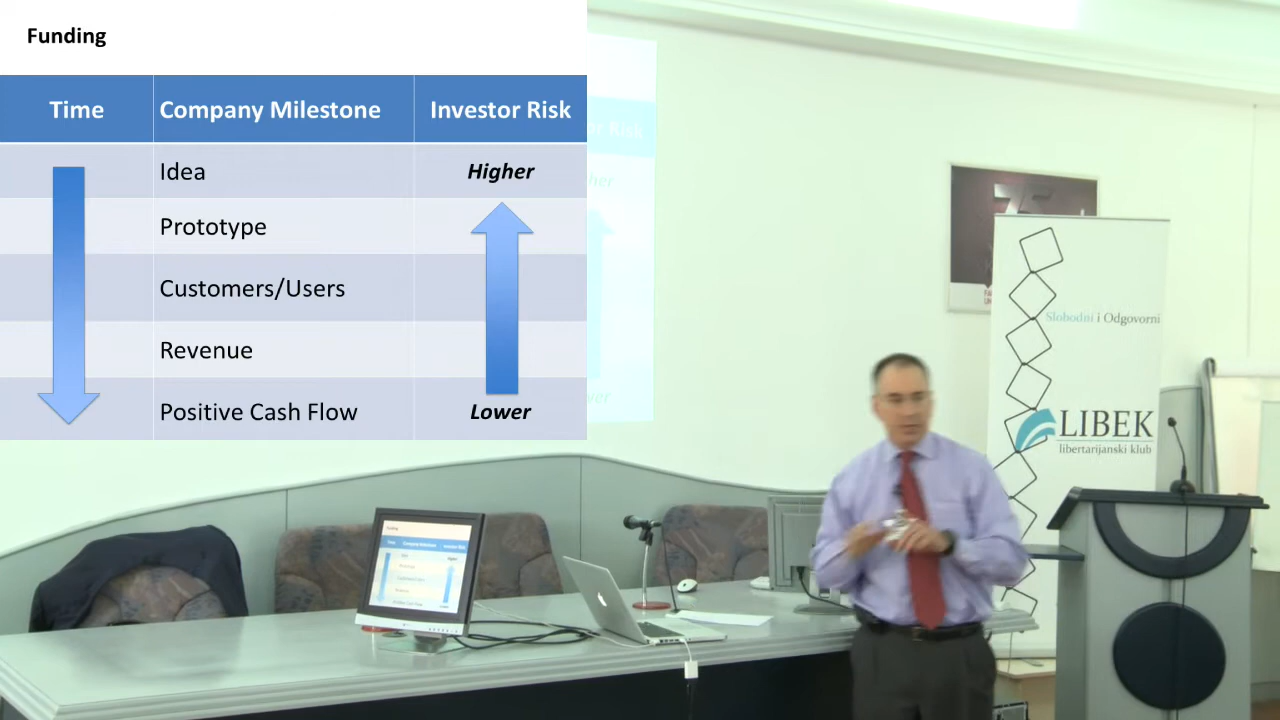 Funding
Time Company Milestone Investor Risk
Idea Higher
Prototype
Customers/Users
Revenue
Positive Cash Flow Lower
Slobodni i Odgovorni
LIBEK
libertarijanski klub